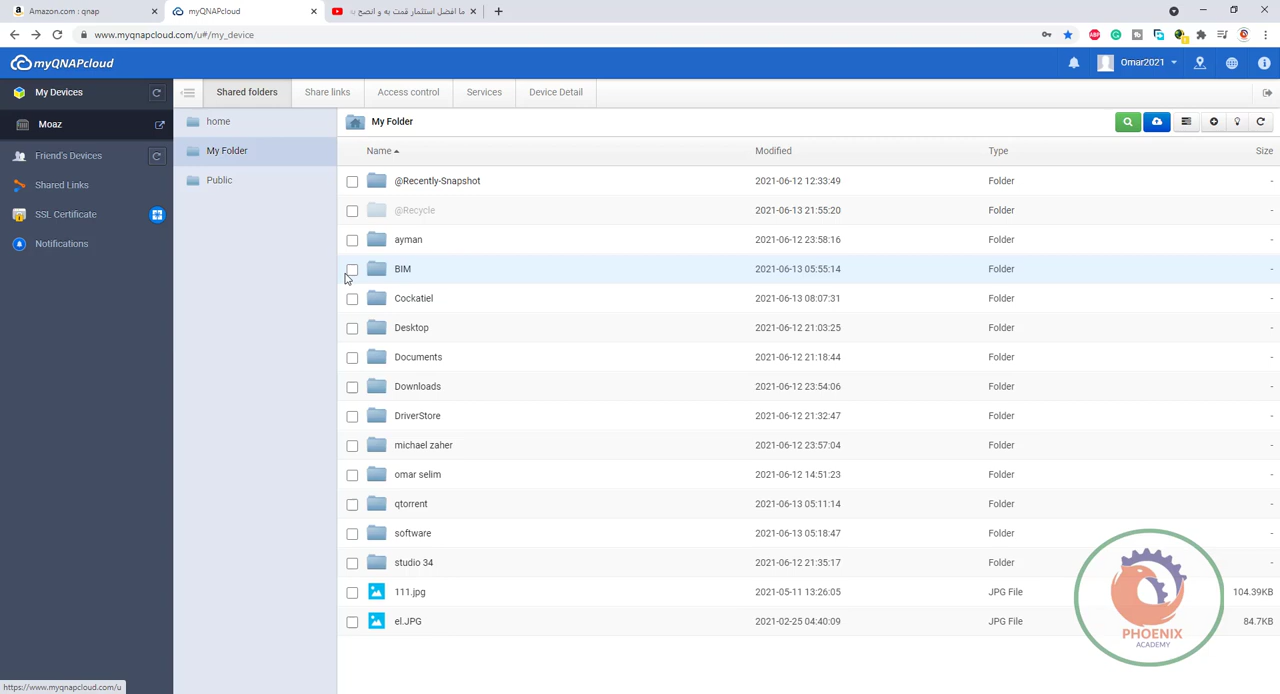 Amazon.com : qnap
myQNAPcloud
ما افضل استثمار قمت به و انصح
www.myqnapcloud.com/u#/my_device
ABP
myQNAPcloud
Omar2021
My Devices
Shared folders
Share links
Access control
Services
Device Detail
Moaz
home
My Folder
Friend's Devices
My Folder
Name
Modified
Type
Size
Public
Shared Links
@Recently-Snapshot 2021-06-12 12:33:49 Folder -
SSL Certificate
@Recycle 2021-06-13 21:55:20 Folder -
Notifications
ayman 2021-06-12 23:58:16 Folder -
BIM 2021-06-13 05:55:14 Folder -
Cockatiel 2021-06-13 08:07:31 Folder -
Desktop 2021-06-12 21:03:25 Folder -
Documents 2021-06-12 21:18:44 Folder -
Downloads 2021-06-12 23:54:06 Folder -
DriverStore 2021-06-12 21:32:47 Folder -
michael zaher 2021-06-12 23:57:04 Folder -
omar selim 2021-06-12 14:51:23 Folder -
qtorrent 2021-06-13 05:11:14 Folder -
software 2021-06-13 05:18:47 Folder -
studio 34 2021-06-12 21:35:17 Folder -
111.jpg 2021-05-11 13:26:05 JPG File 104.39KB
el.JPG 2021-02-25 04:40:09 JPG File 84.7KB
PHOENIX
ACADEMY
https://www.myqnapcloud.com/u